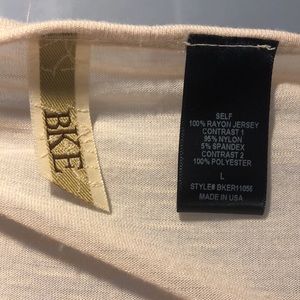 BKE
SELF
100% RAYON JERSEY
CONTRAST 1
95% NYLON
5% SPANDEX
CONTRAST 2
100% POLYESTER
L
STYLE# BKER11056
MADE IN USA